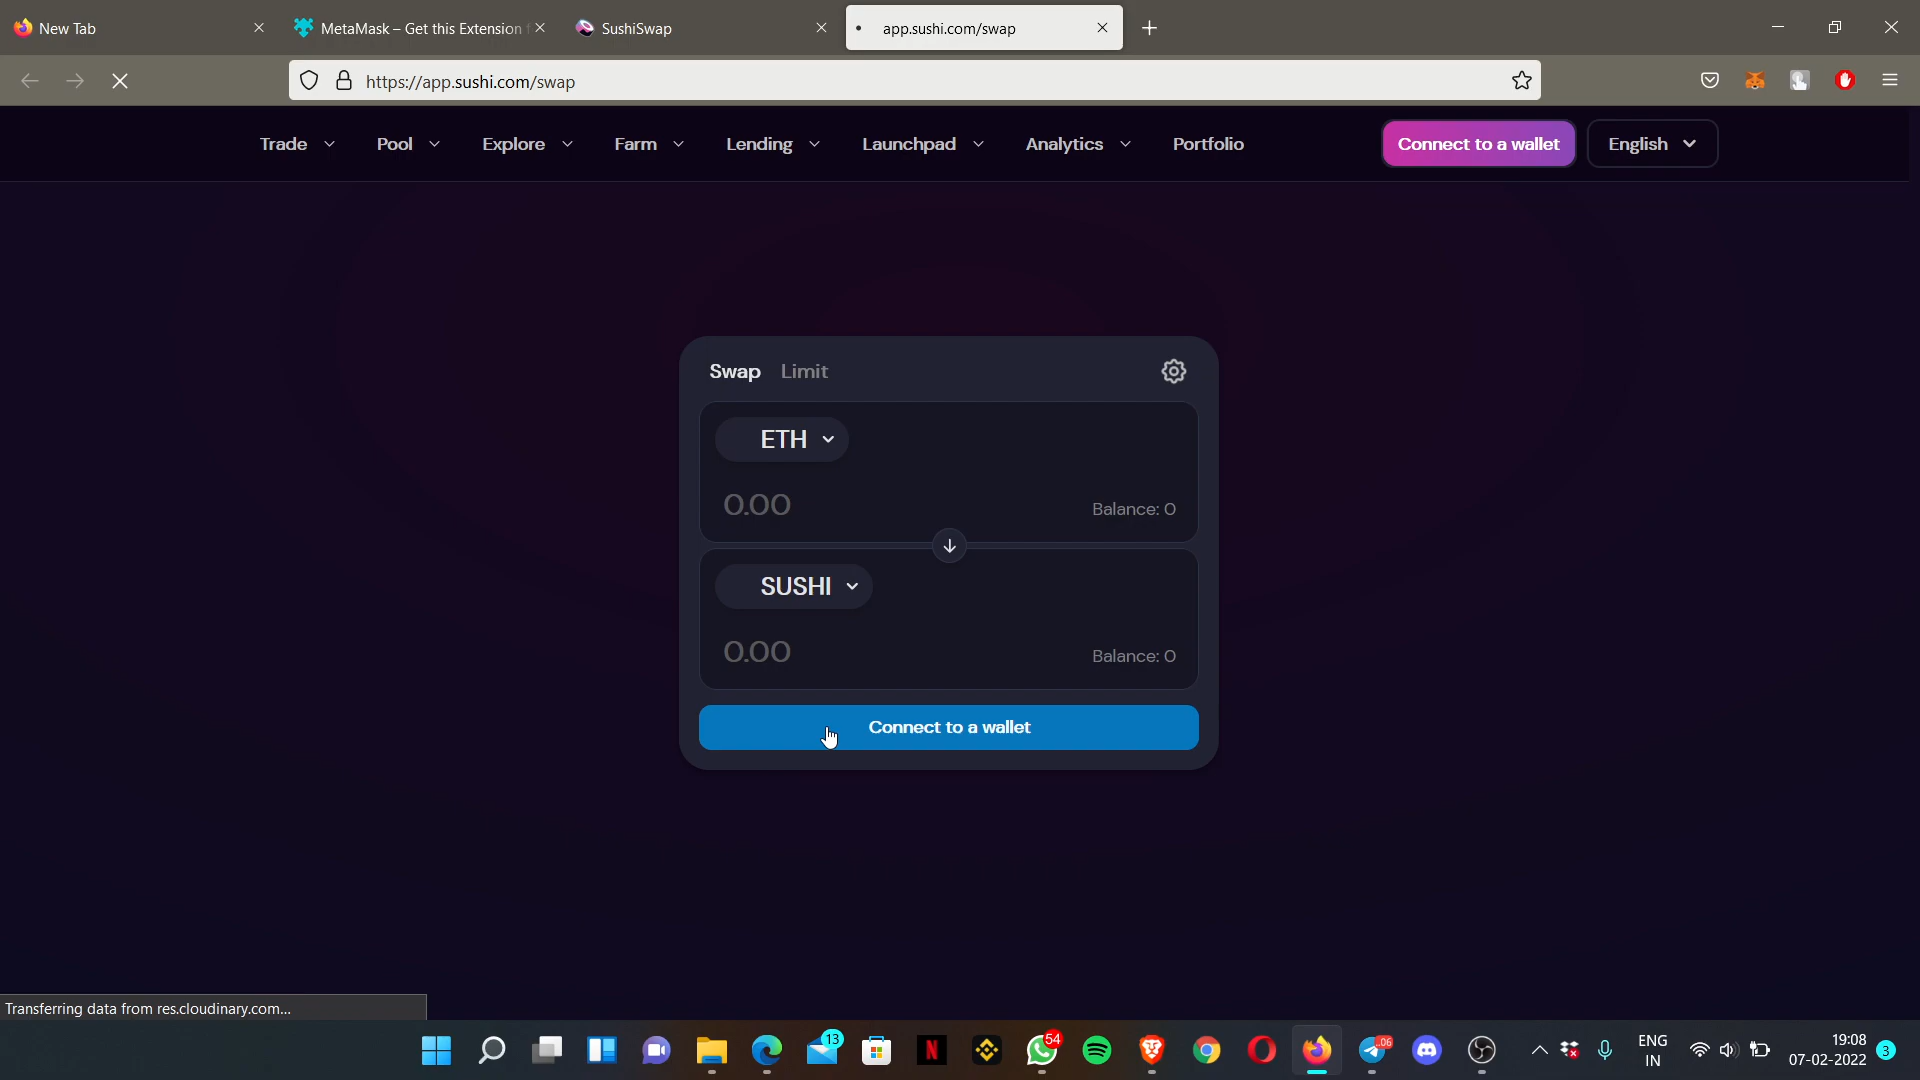 New Tab
MetaMask – Get this Extension
SushiSwap
app.sushi.com/swap
https://app.sushi.com/swap
Trade
Pool
Explore
Farm
Lending
Launchpad
Analytics
Portfolio
Connect to a wallet
English
Swap
Limit
ETH
0.00
Balance: 0
SUSHI
0.00
Balance: 0
Connect to a wallet
Transferring data from res.cloudinary.com...
13
54
.06
ENG
IN
19:08
07-02-2022
3